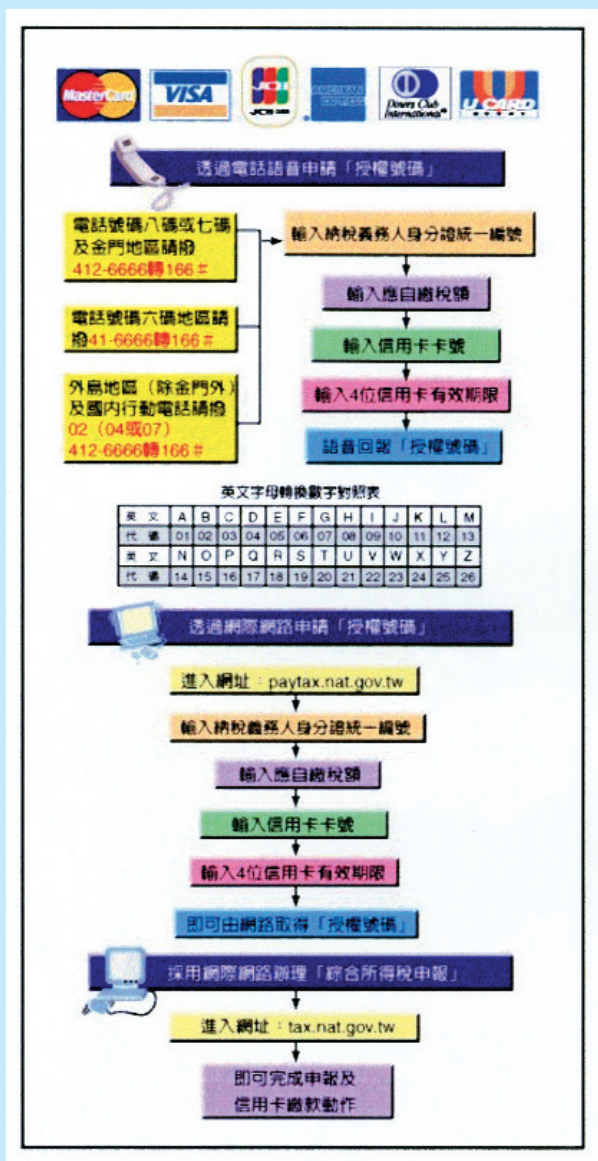 MasterCard
VISA
JCB
AMERICAN EXPRESS
Diners Club International®
U CARD
透過電話語音申請「授權號碼」
電話號碼八碼或七碼
及金門地區請撥
412-6666轉166#
電話號碼六碼地區請
撥41-6666轉166#
外島地區（除金門外）
及國內行動電話請撥
02（04或07）
412-6666轉166#
輸入納稅義務人身分證統一編號
輸入應自繳稅額
輸入信用卡卡號
輸入4位信用卡有效期限
語音回報「授權號碼」
英文字母轉換數字對照表
英 文 A B C D E F G H I J K L M
代 碼 01 02 03 04 05 06 07 08 09 10 11 12 13
英 文 N O P Q R S T U V W X Y Z
代 碼 14 15 16 17 18 19 20 21 22 23 24 25 26
透過網際網路申請「授權號碼」
進入網址：paytax.nat.gov.tw
輸入納稅義務人身分證統一編號
輸入應自繳稅額
輸入信用卡卡號
輸入4位信用卡有效期限
即可由網路取得「授權號碼」
採用網際網路辦理「綜合所得稅申報」
進入網址：tax.nat.gov.tw
即可完成申報及
信用卡繳款動作